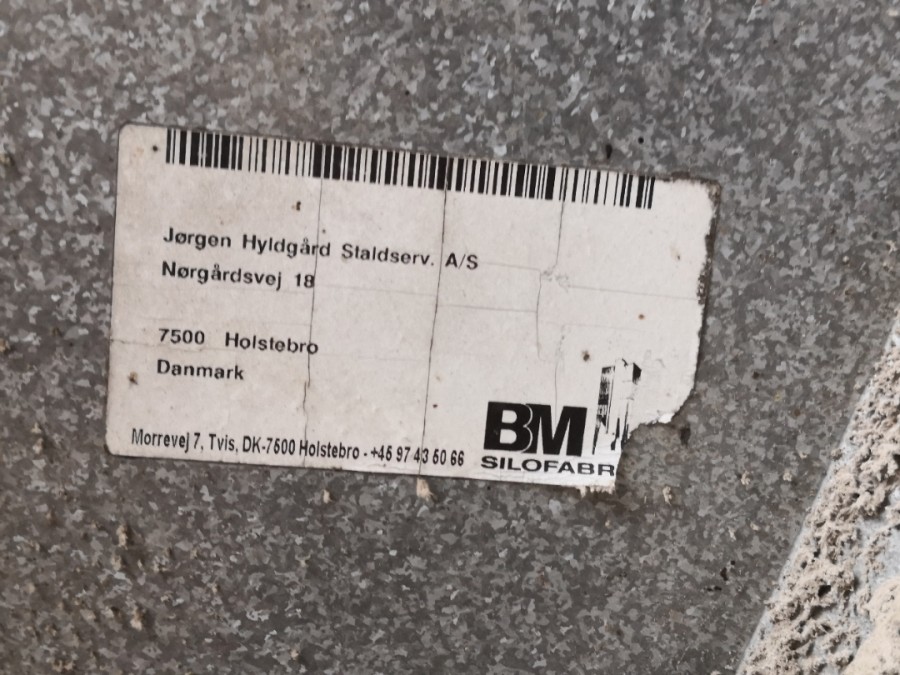 Jørgen Hyldgård Staldserv. A/S
Nørgårdsvej 18
7500 Holstebro
Danmark
Morrevej 7, Tvis, DK-7500 Holstebro - +45 97 43 50 66
BM
SILOFABR